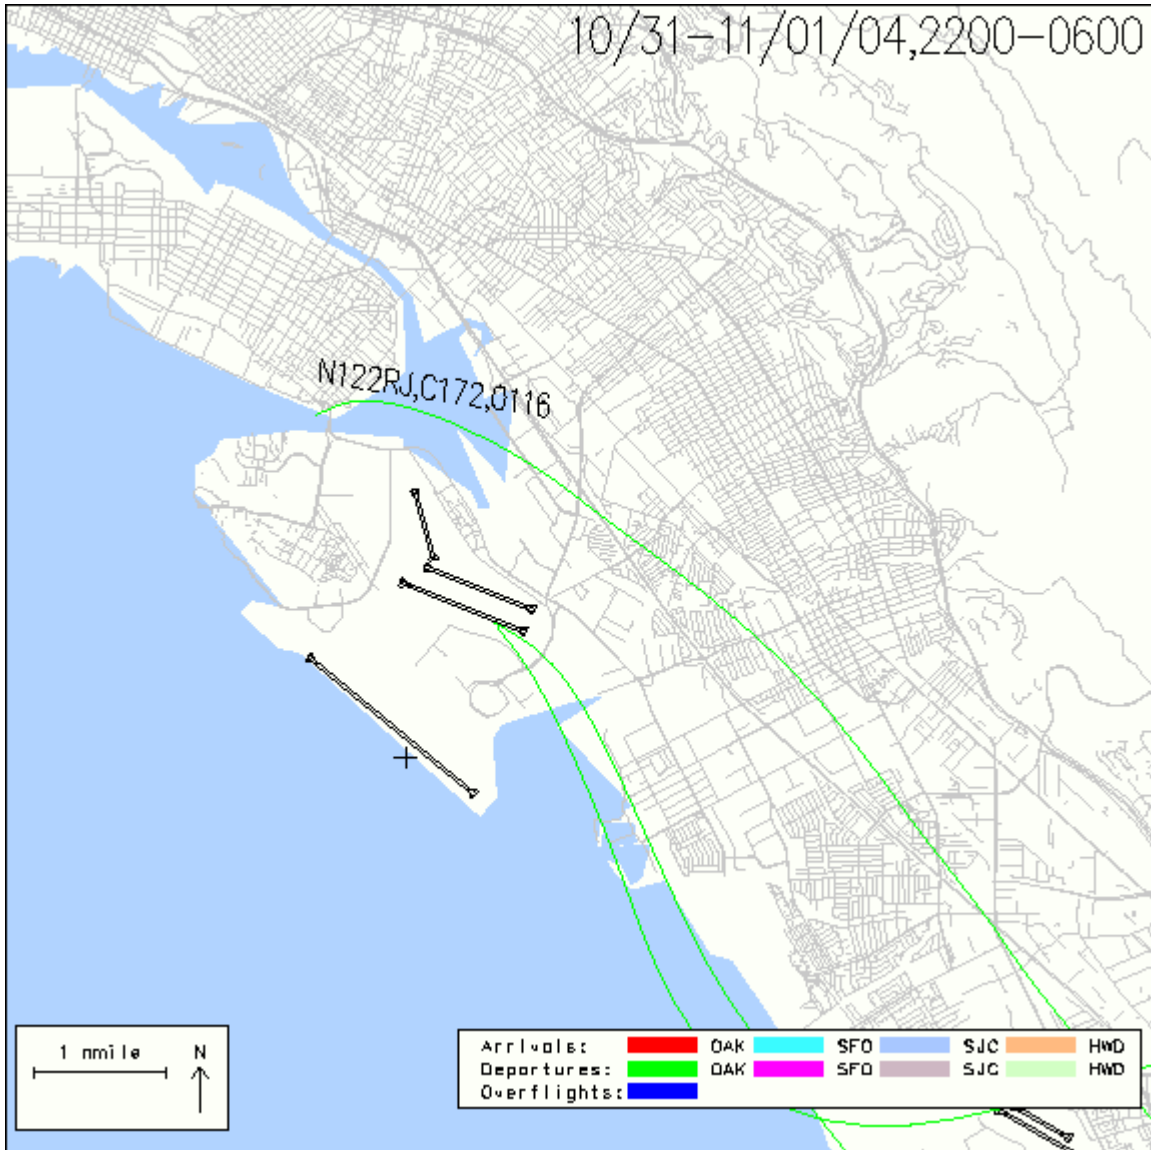 10/31-11/01/04,2200-0600
N122RJ,C172,0116
1 nmile N
Arrivals: OAK SFO SJC HWD
Departures: OAK SFO SJC HWD
Overflights: